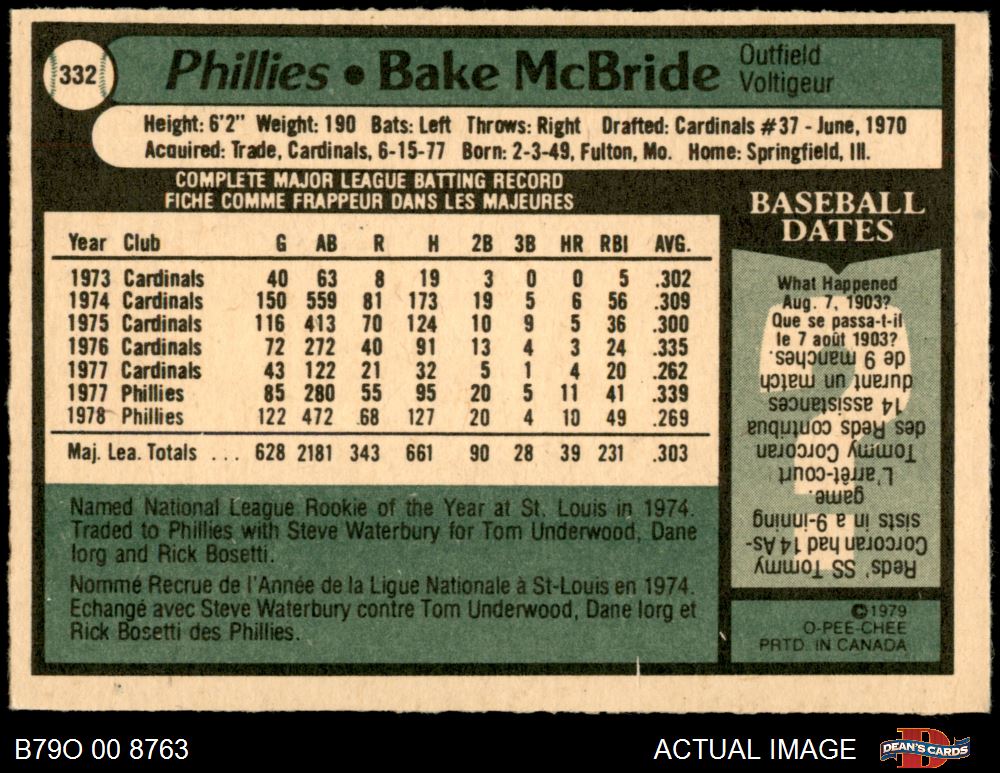 332
Phillies • Bake McBride
Outfield
Voltigeur
Height: 6'2" Weight: 190 Bats: Left Throws: Right Drafted: Cardinals #37 - June, 1970
Acquired: Trade, Cardinals, 6-15-77 Born: 2-3-49, Fulton, Mo. Home: Springfield, Ill.
COMPLETE MAJOR LEAGUE BATTING RECORD
FICHE COMME FRAPPEUR DANS LES MAJEURES
Year Club G AB R H 2B 3B HR RBI AVG.
1973 Cardinals 40 63 8 19 3 0 0 5 .302
1974 Cardinals 150 559 81 173 19 5 6 56 .309
1975 Cardinals 116 413 70 124 10 9 5 36 .300
1976 Cardinals 72 272 40 91 13 4 3 24 .335
1977 Cardinals 43 122 21 32 5 1 4 20 .262
1977 Phillies 85 280 55 95 20 5 11 41 .339
1978 Phillies 122 472 68 127 20 4 10 49 .269
Maj. Lea. Totals ... 628 2181 343 661 90 28 39 231 .303
Named National League Rookie of the Year at St. Louis in 1974.
Traded to Phillies with Steve Waterbury for Tom Underwood, Dane
Iorg and Rick Bosetti.
Nommé Recrue de l'Année de la Ligue Nationale à St-Louis en 1974.
Echangé avec Steve Waterbury contre Tom Underwood, Dane Iorg et
Rick Bosetti des Phillies.
BASEBALL
DATES
What Happened
Aug. 7, 1903?
Que se passa-t-il
le 7 août 1903?
Reds' SS Tommy
Corcoran had 14 As-
sists in a 9-inning
game.
L'arrêt-court
Tommy Corcoran
des Reds contribua
14 assistances
durant un match
de 9 manches.
©1979
O-PEE-CHEE
PRTD. IN CANADA
B79O 00 8763
ACTUAL IMAGE
DEAN'S CARDS